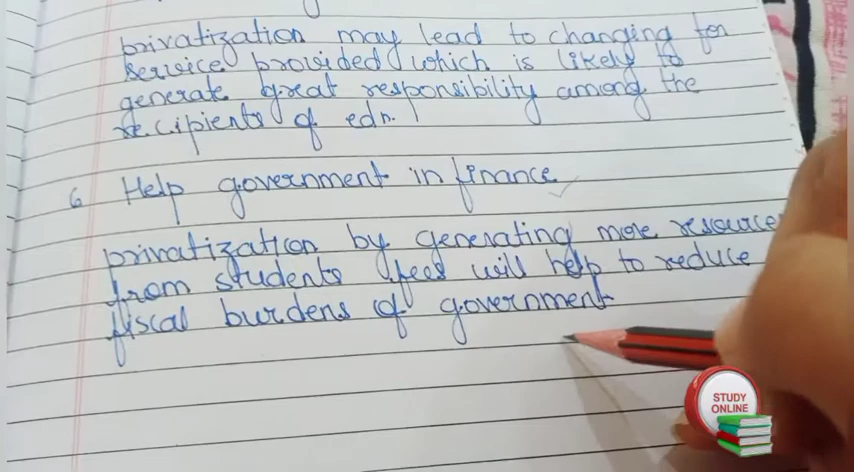 privatization may lead to changing for
service provided which is likely to
generate great responsibility among the
recipients of edn.
6 Help government in finance
privatization by generating more resource
from students fees will help to reduce
fiscal burdens of government
STUDY
ONLINE